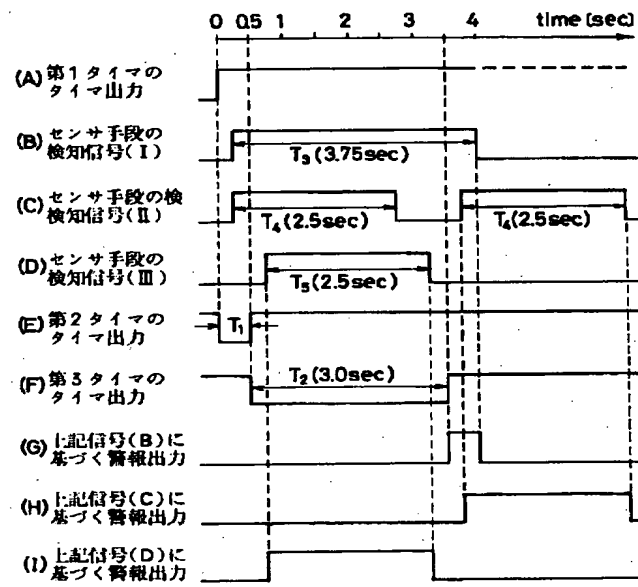 0 0.5 1 2 3 4 time [sec]
(A) 第1タイマの
タイマ出力
(B) センサ手段の
検知信号(I)
T3(3.75sec)
(C) センサ手段の検
検知信号(II)
T4(2.5sec)
T4(2.5sec)
(D) センサ手段の
検知信号(III)
T5(2.5sec)
(E) 第2タイマの
タイマ出力
T1
(F) 第3タイマの
タイマ出力
T2(3.0sec)
(G) 上記信号(B)に
基づく警報出力
(H) 上記信号(C)に
基づく警報出力
(I) 上記信号(D)に
基づく警報出力